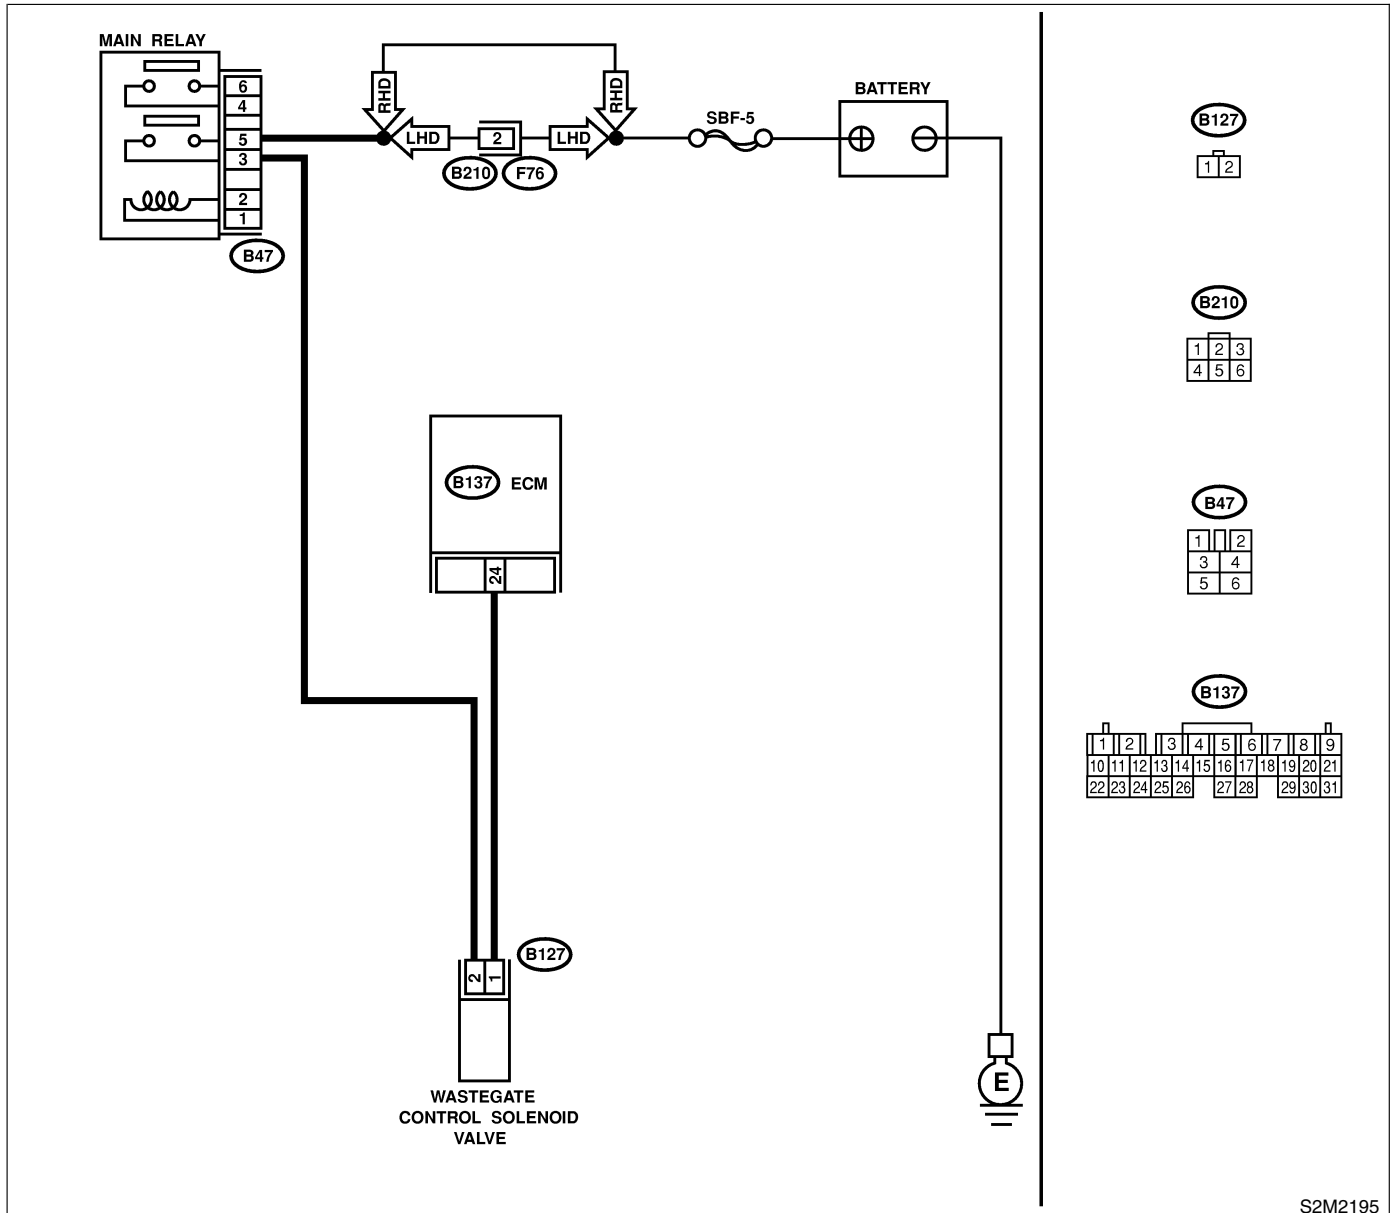 MAIN RELAY
6
4
5
3
2
1
B47
RHD
RHD
LHD
2
LHD
B210
F76
SBF-5
BATTERY
B137 ECM
24
B127
2 1
WASTEGATE
CONTROL SOLENOID
VALVE
E
B127
1 2
B210
1 2 3
4 5 6
B47
1 2
3 4
5 6
B137
1 2 3 4 5 6 7 8 9
10 11 12 13 14 15 16 17 18 19 20 21
22 23 24 25 26 27 28 29 30 31
S2M2195